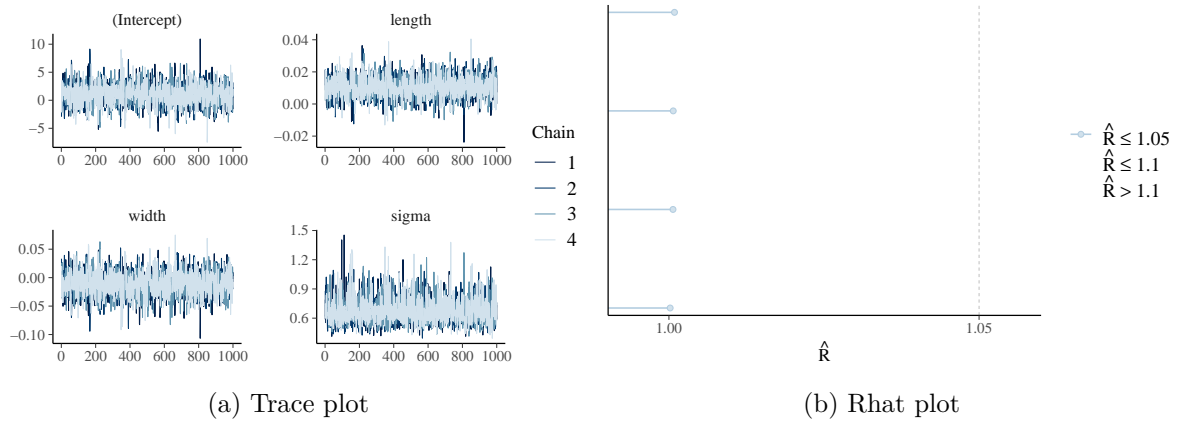 (Intercept)
10
5
0
−5
0 200 400 600 800 1000
length
0.04
0.02
0.00
−0.02
0 200 400 600 800 1000
width
0.05
0.00
−0.05
−0.10
0 200 400 600 800 1000
sigma
1.5
1.2
0.9
0.6
0 200 400 600 800 1000
Chain
1
2
3
4
(a) Trace plot
1.00 1.05
R̂
R̂ ≤ 1.05
R̂ ≤ 1.1
R̂ > 1.1
(b) Rhat plot